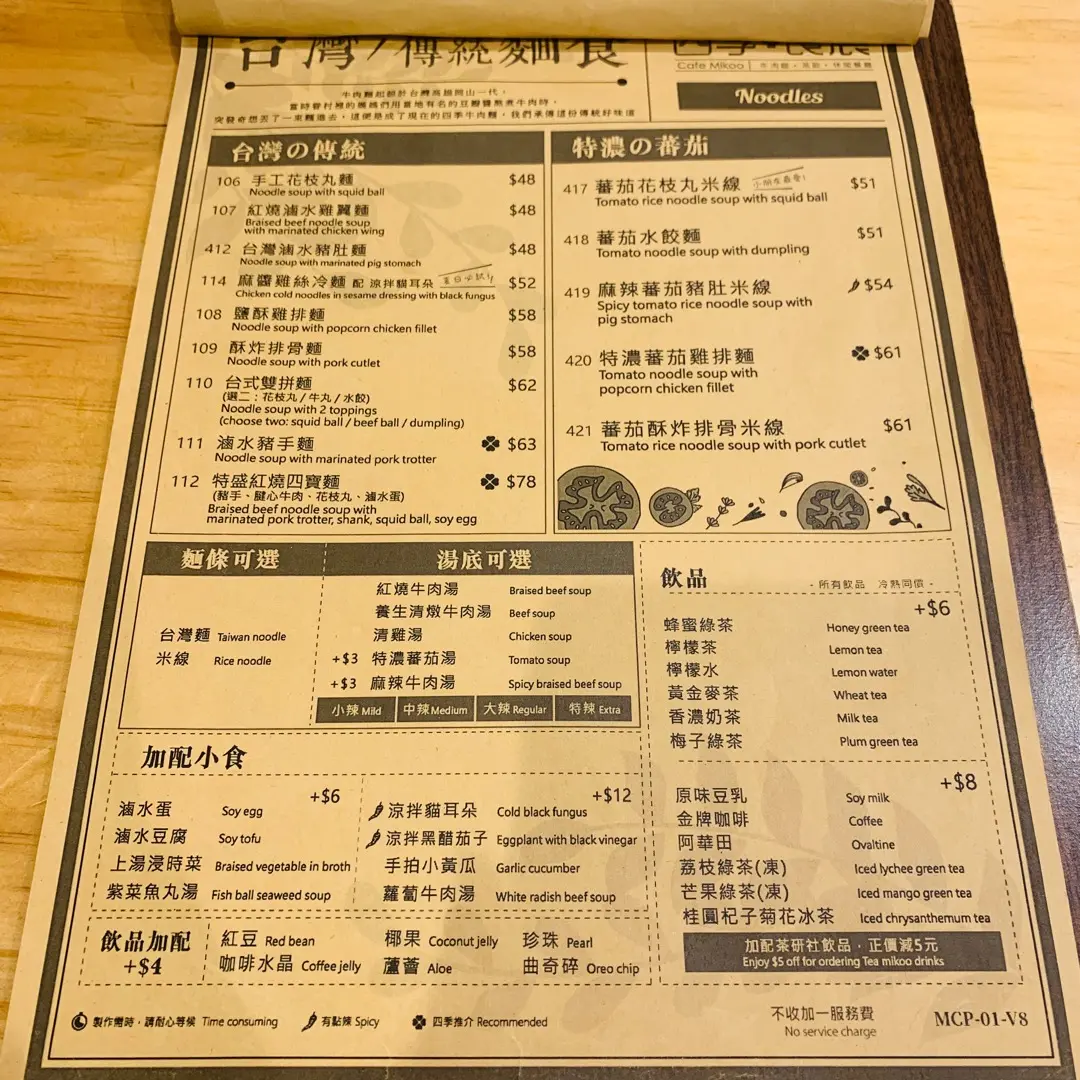 台灣/傳統麵食
Cafe Mikoo
牛肉麵・茶飲・休閒餐廳
Noodles
牛肉麵起源於台灣高雄岡山一代，
當時眷村裡的媽媽們用當地有名的豆瓣醬熬煮牛肉時，
突發奇想丟了一束麵進去，這便是成了現在的四季牛肉麵，我們承傳這份傳統好味道
台灣の傳統
106 手工花枝丸麵 $48
Noodle soup with squid ball
107 紅燒滷水雞翼麵 $48
Braised beef noodle soup
with marinated chicken wing
412 台灣滷水豬肚麵 $48
Noodle soup with marinated pig stomach
114 麻醬雞絲冷麵 配 涼拌貓耳朵 夏日必試!! $52
Chicken cold noodles in sesame dressing with black fungus
108 鹽酥雞排麵 $58
Noodle soup with popcorn chicken fillet
109 酥炸排骨麵 $58
Noodle soup with pork cutlet
110 台式雙拼麵 $62
(選二：花枝丸 / 牛丸 / 水餃)
Noodle soup with 2 toppings
(choose two: squid ball / beef ball / dumpling)
111 滷水豬手麵 $63
Noodle soup with marinated pork trotter
112 特盛紅燒四寶麵 $78
(豬手、腱心牛肉、花枝丸、滷水蛋)
Braised beef noodle soup with
marinated pork trotter, shank, squid ball, soy egg
特濃の蕃茄
417 蕃茄花枝丸米線 小朋友最愛! $51
Tomato rice noodle soup with squid ball
418 蕃茄水餃麵 $51
Tomato noodle soup with dumpling
419 麻辣蕃茄豬肚米線 $54
Spicy tomato rice noodle soup with
pig stomach
420 特濃蕃茄雞排麵 $61
Tomato noodle soup with
popcorn chicken fillet
421 蕃茄酥炸排骨米線 $61
Tomato rice noodle soup with pork cutlet
麵條可選
台灣麵 Taiwan noodle
米線 Rice noodle
湯底可選
紅燒牛肉湯 Braised beef soup
養生清燉牛肉湯 Beef soup
清雞湯 Chicken soup
+$3 特濃蕃茄湯 Tomato soup
+$3 麻辣牛肉湯 Spicy braised beef soup
小辣 Mild 中辣 Medium 大辣 Regular 特辣 Extra
飲品 - 所有飲品 冷熱同價 -
+$6
蜂蜜綠茶 Honey green tea
檸檬茶 Lemon tea
檸檬水 Lemon water
黃金麥茶 Wheat tea
香濃奶茶 Milk tea
梅子綠茶 Plum green tea
+$8
原味豆乳 Soy milk
金牌咖啡 Coffee
阿華田 Ovaltine
荔枝綠茶(凍) Iced lychee green tea
芒果綠茶(凍) Iced mango green tea
桂圓杞子菊花冰茶 Iced chrysanthemum tea
加配茶研社飲品，正價減5元
Enjoy $5 off for ordering Tea mikoo drinks
加配小食
+$6
滷水蛋 Soy egg
滷水豆腐 Soy tofu
上湯浸時菜 Braised vegetable in broth
紫菜魚丸湯 Fish ball seaweed soup
+$12
涼拌貓耳朵 Cold black fungus
涼拌黑醋茄子 Eggplant with black vinegar
手拍小黃瓜 Garlic cucumber
蘿蔔牛肉湯 White radish beef soup
飲品加配
+$4
紅豆 Red bean 椰果 Coconut jelly 珍珠 Pearl
咖啡水晶 Coffee jelly 蘆薈 Aloe 曲奇碎 Oreo chip
製作需時，請耐心等候 Time consuming 有點辣 Spicy 四季推介 Recommended
不收加一服務費
No service charge
MCP-01-V8